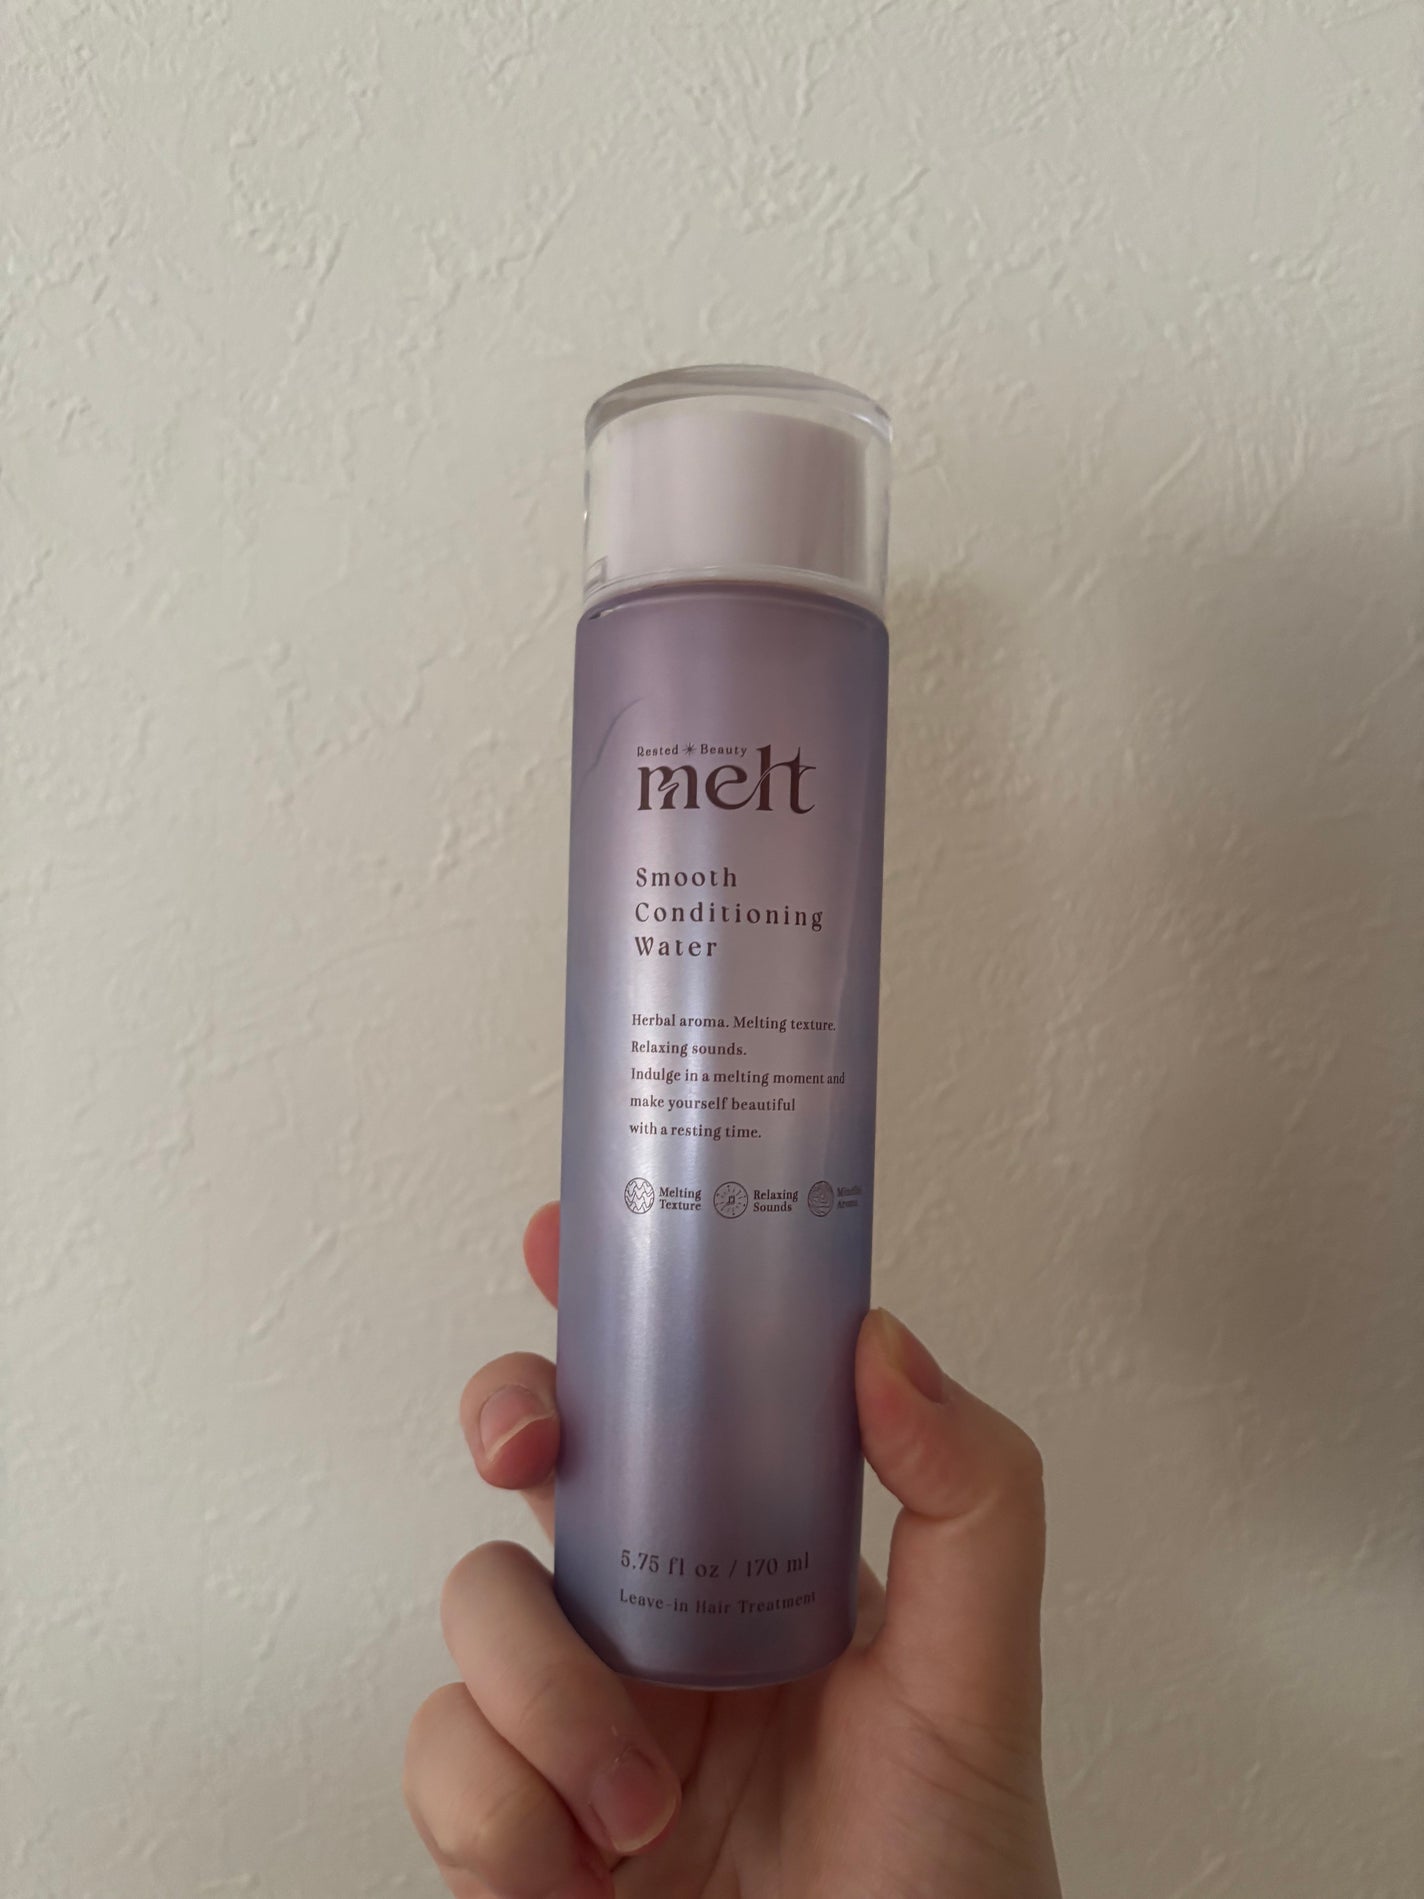 Rested Beauty
melt
Smooth
Conditioning
Water
Herbal aroma. Melting texture.
Relaxing sounds.
Indulge in a melting moment and
make yourself beautiful
with a resting time.
Melting Texture
Relaxing Sounds
Aroma
5.75 fl oz / 170 ml
Leave-in Hair Treatment